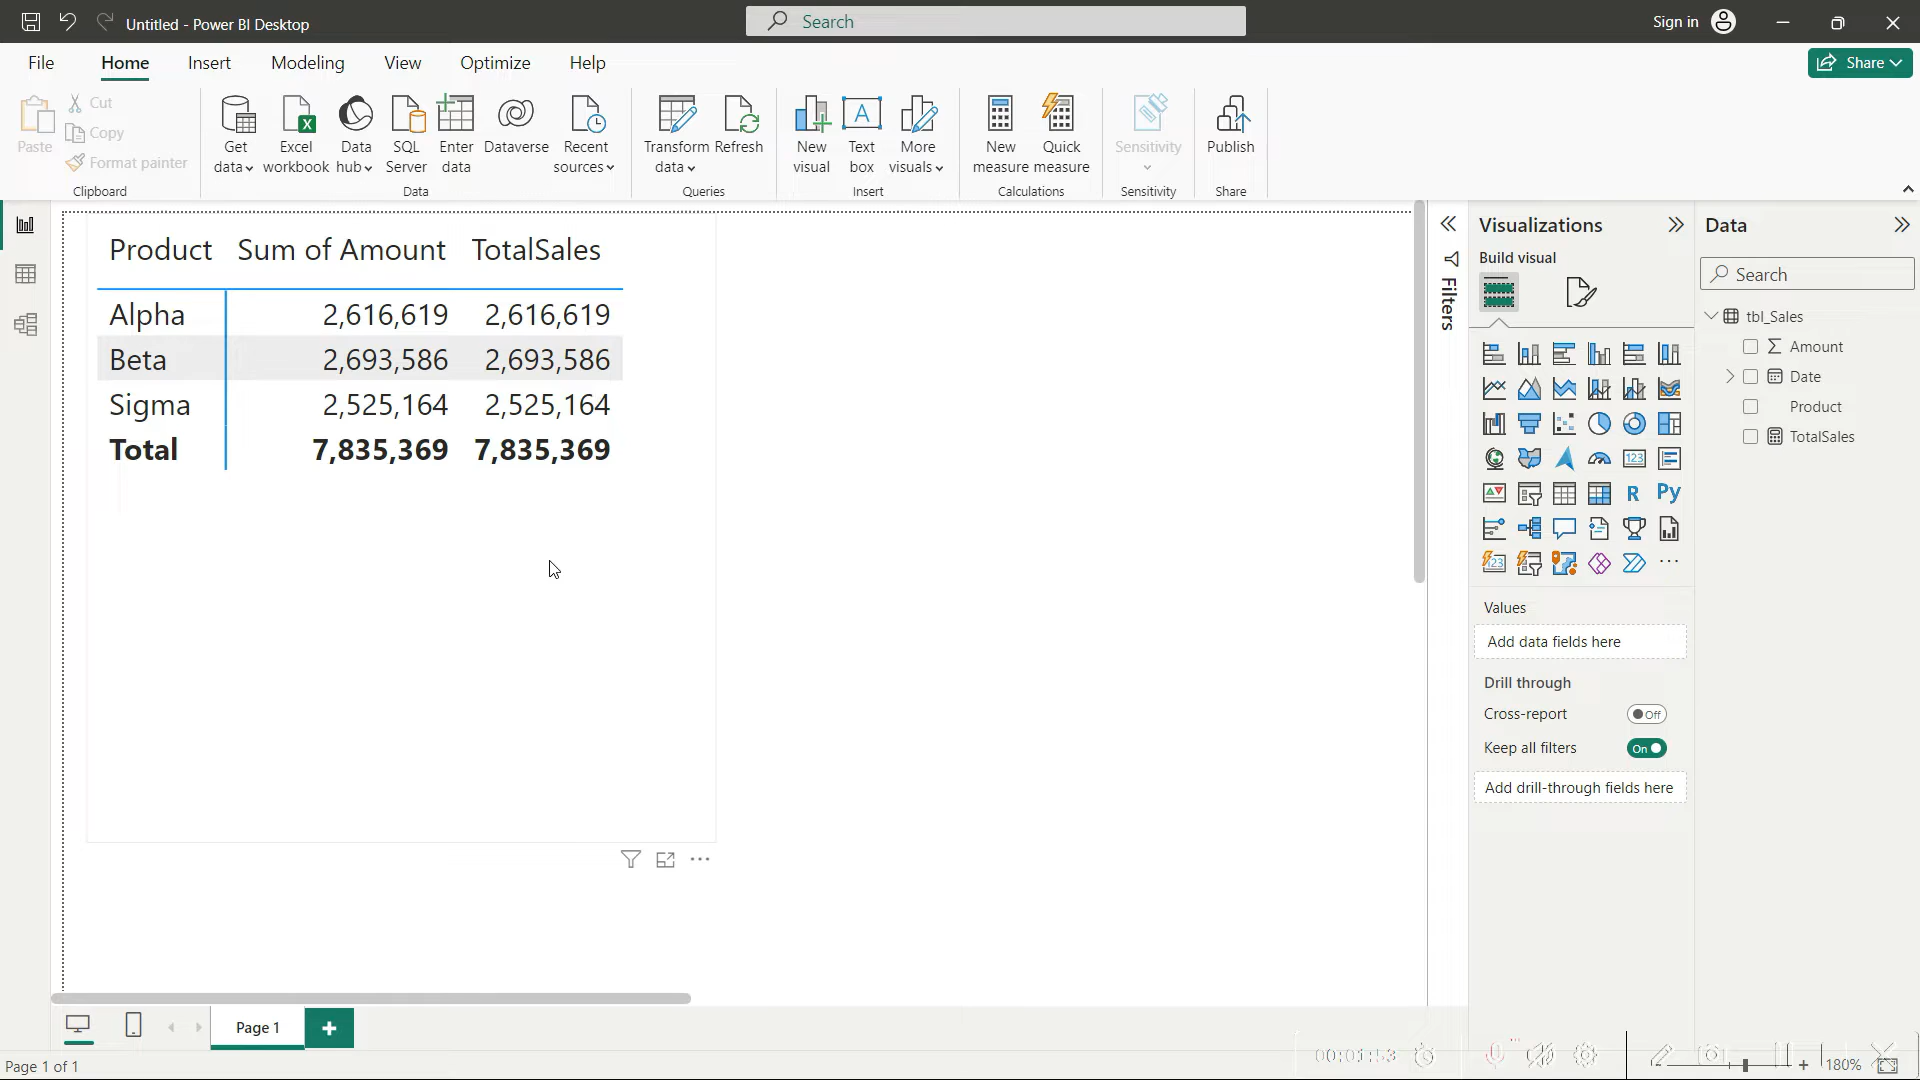 Untitled - Power BI Desktop
Search
Sign in
File Home Insert Modeling View Optimize Help
Share
Paste
Cut
Copy
Format painter
Clipboard
Get data
Excel workbook
Data hub
SQL Server
Enter data
Dataverse
Recent sources
Data
Transform data
Refresh
Queries
New visual
Text box
More visuals
Insert
New measure
Quick measure
Calculations
Sensitivity
Sensitivity
Publish
Share
Product Sum of Amount TotalSales
Alpha 2,616,619 2,616,619
Beta 2,693,586 2,693,586
Sigma 2,525,164 2,525,164
Total 7,835,369 7,835,369
Filters
Visualizations
Build visual
123
R
Py
123
Values
Add data fields here
Drill through
Cross-report Off
Keep all filters On
Add drill-through fields here
Data
Search
tbl_Sales
Amount
Date
Product
TotalSales
Page 1
Page 1 of 1
00:01:53
180%